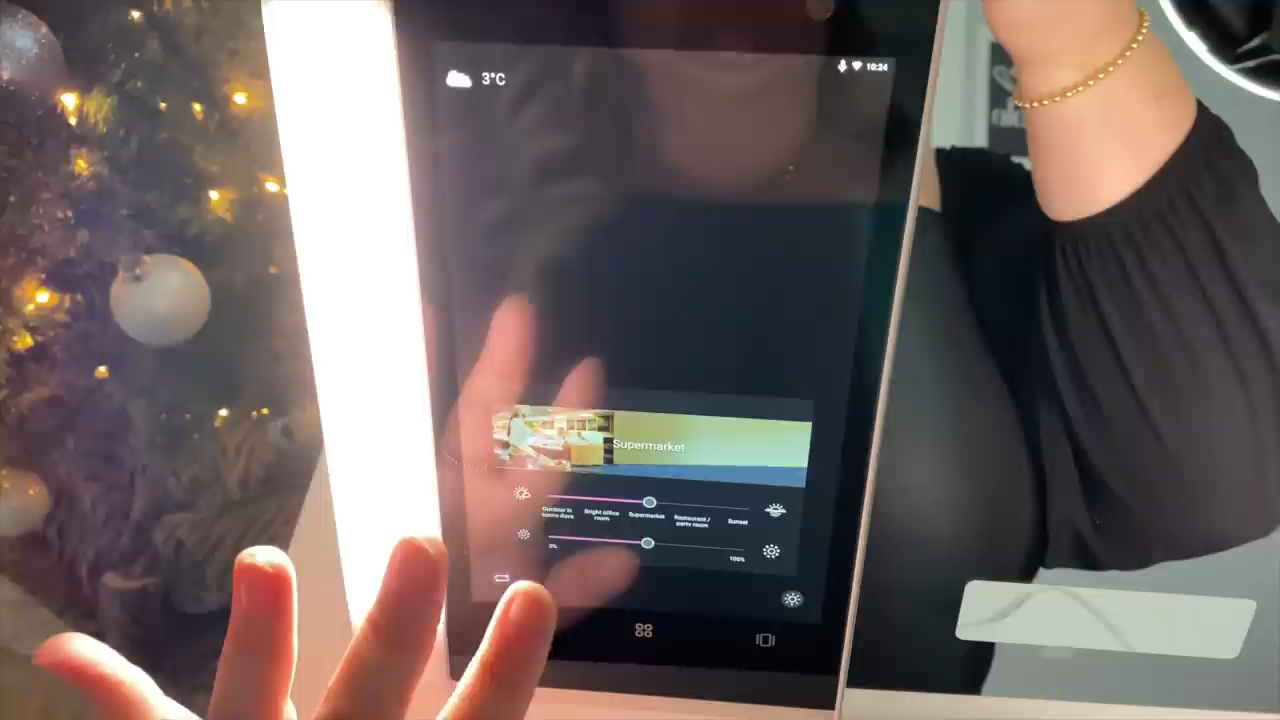 3°C
10:24
Supermarket
Outdoor in sunny days
Bright office room
Supermarket
Restaurant / party room
Sunset
0%
100%